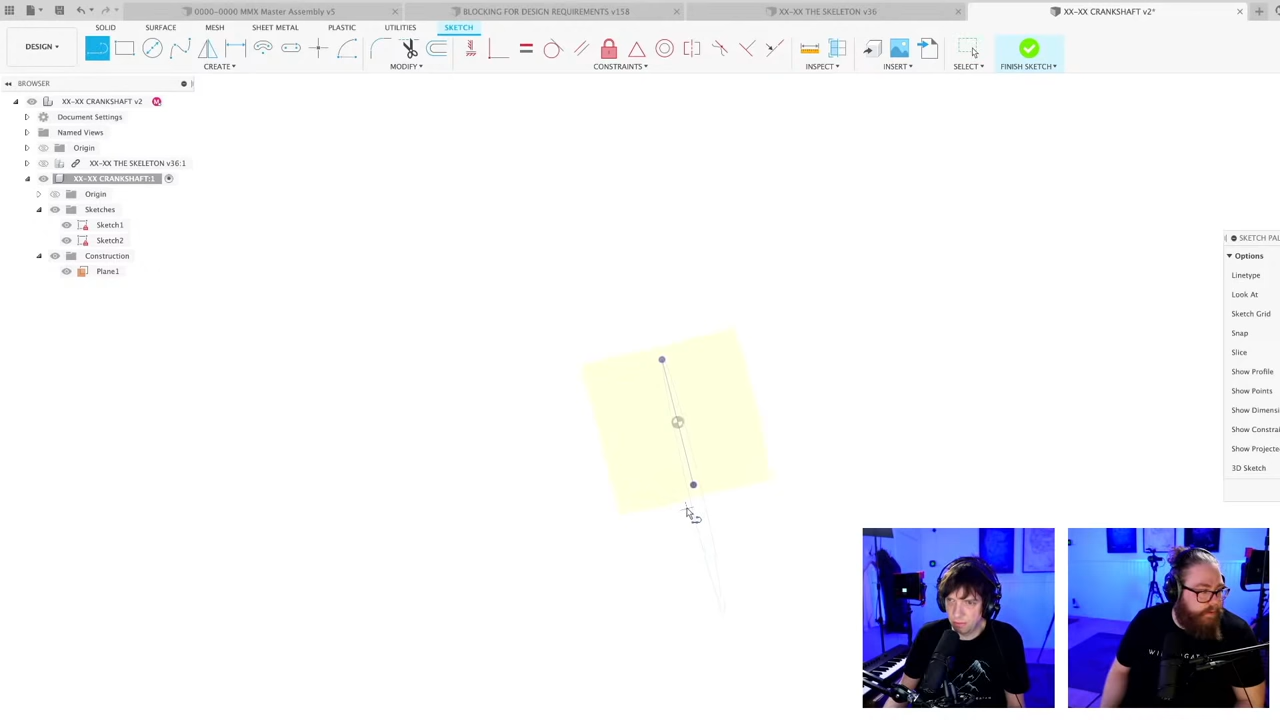 0000-0000 MMX Master Assembly v5
BLOCKING FOR DESIGN REQUIREMENTS v158
XX-XX THE SKELETON v36
XX-XX CRANKSHAFT v2*
SOLID
SURFACE
MESH
SHEET METAL
PLASTIC
UTILITIES
SKETCH
DESIGN
CREATE
MODIFY
CONSTRAINTS
INSPECT
INSERT
SELECT
FINISH SKETCH
BROWSER
XX-XX CRANKSHAFT v2
Document Settings
Named Views
Origin
XX-XX THE SKELETON v36:1
XX-XX CRANKSHAFT:1
Origin
Sketches
Sketch1
Sketch2
Construction
Plane1
SKETCH PAL
Options
Linetype
Look At
Sketch Grid
Snap
Slice
Show Profile
Show Points
Show Dimensi
Show Constrai
Show Projecte
3D Sketch